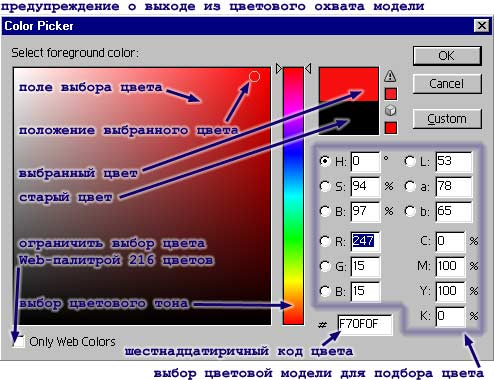 предупреждение о выходе из цветового охвата модели
Color Picker
Select foreground color:
OK
Cancel
Custom
поле выбора цвета
положение выбранного цвета
выбранный цвет
старый цвет
ограничить выбор цвета
Web-палитрой 216 цветов
выбор цветового тона
H: 0 °
S: 94 %
B: 97 %
R: 247
G: 15
B: 15
L: 53
a: 78
b: 65
C: 0 %
M: 100 %
Y: 100 %
K: 0 %
# F70F0F
Only Web Colors
шестнадцатиричный код цвета
выбор цветовой модели для подбора цвета